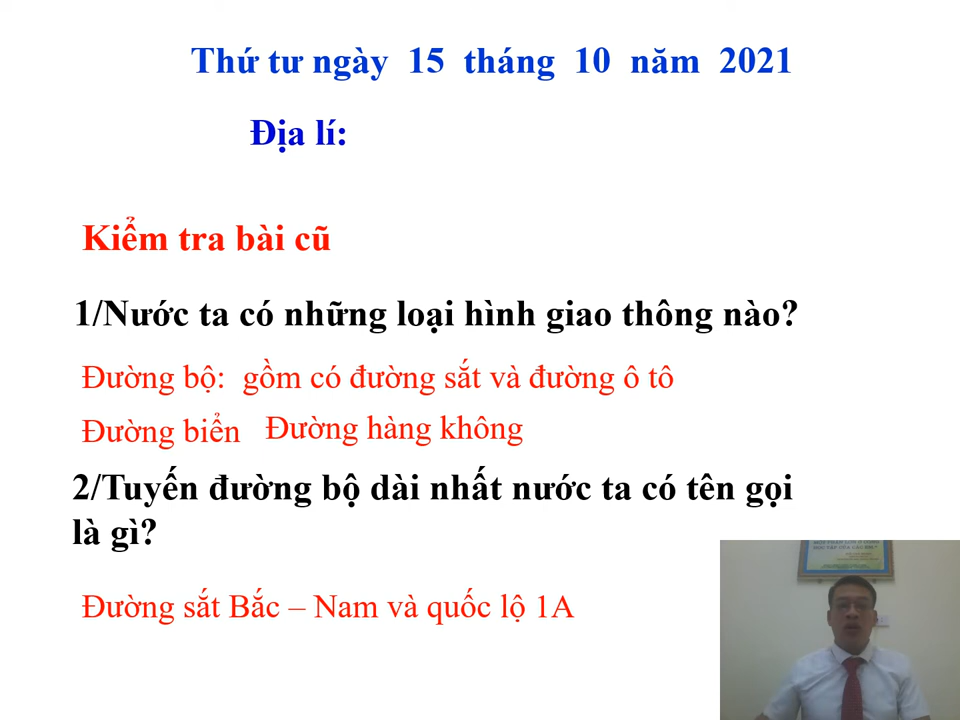 Thứ tư ngày 15 tháng 10 năm 2021
Địa lí:
Kiểm tra bài cũ
1/Nước ta có những loại hình giao thông nào?
Đường bộ: gồm có đường sắt và đường ô tô
Đường biển Đường hàng không
2/Tuyến đường bộ dài nhất nước ta có tên gọi
là gì?
Đường sắt Bắc – Nam và quốc lộ 1A